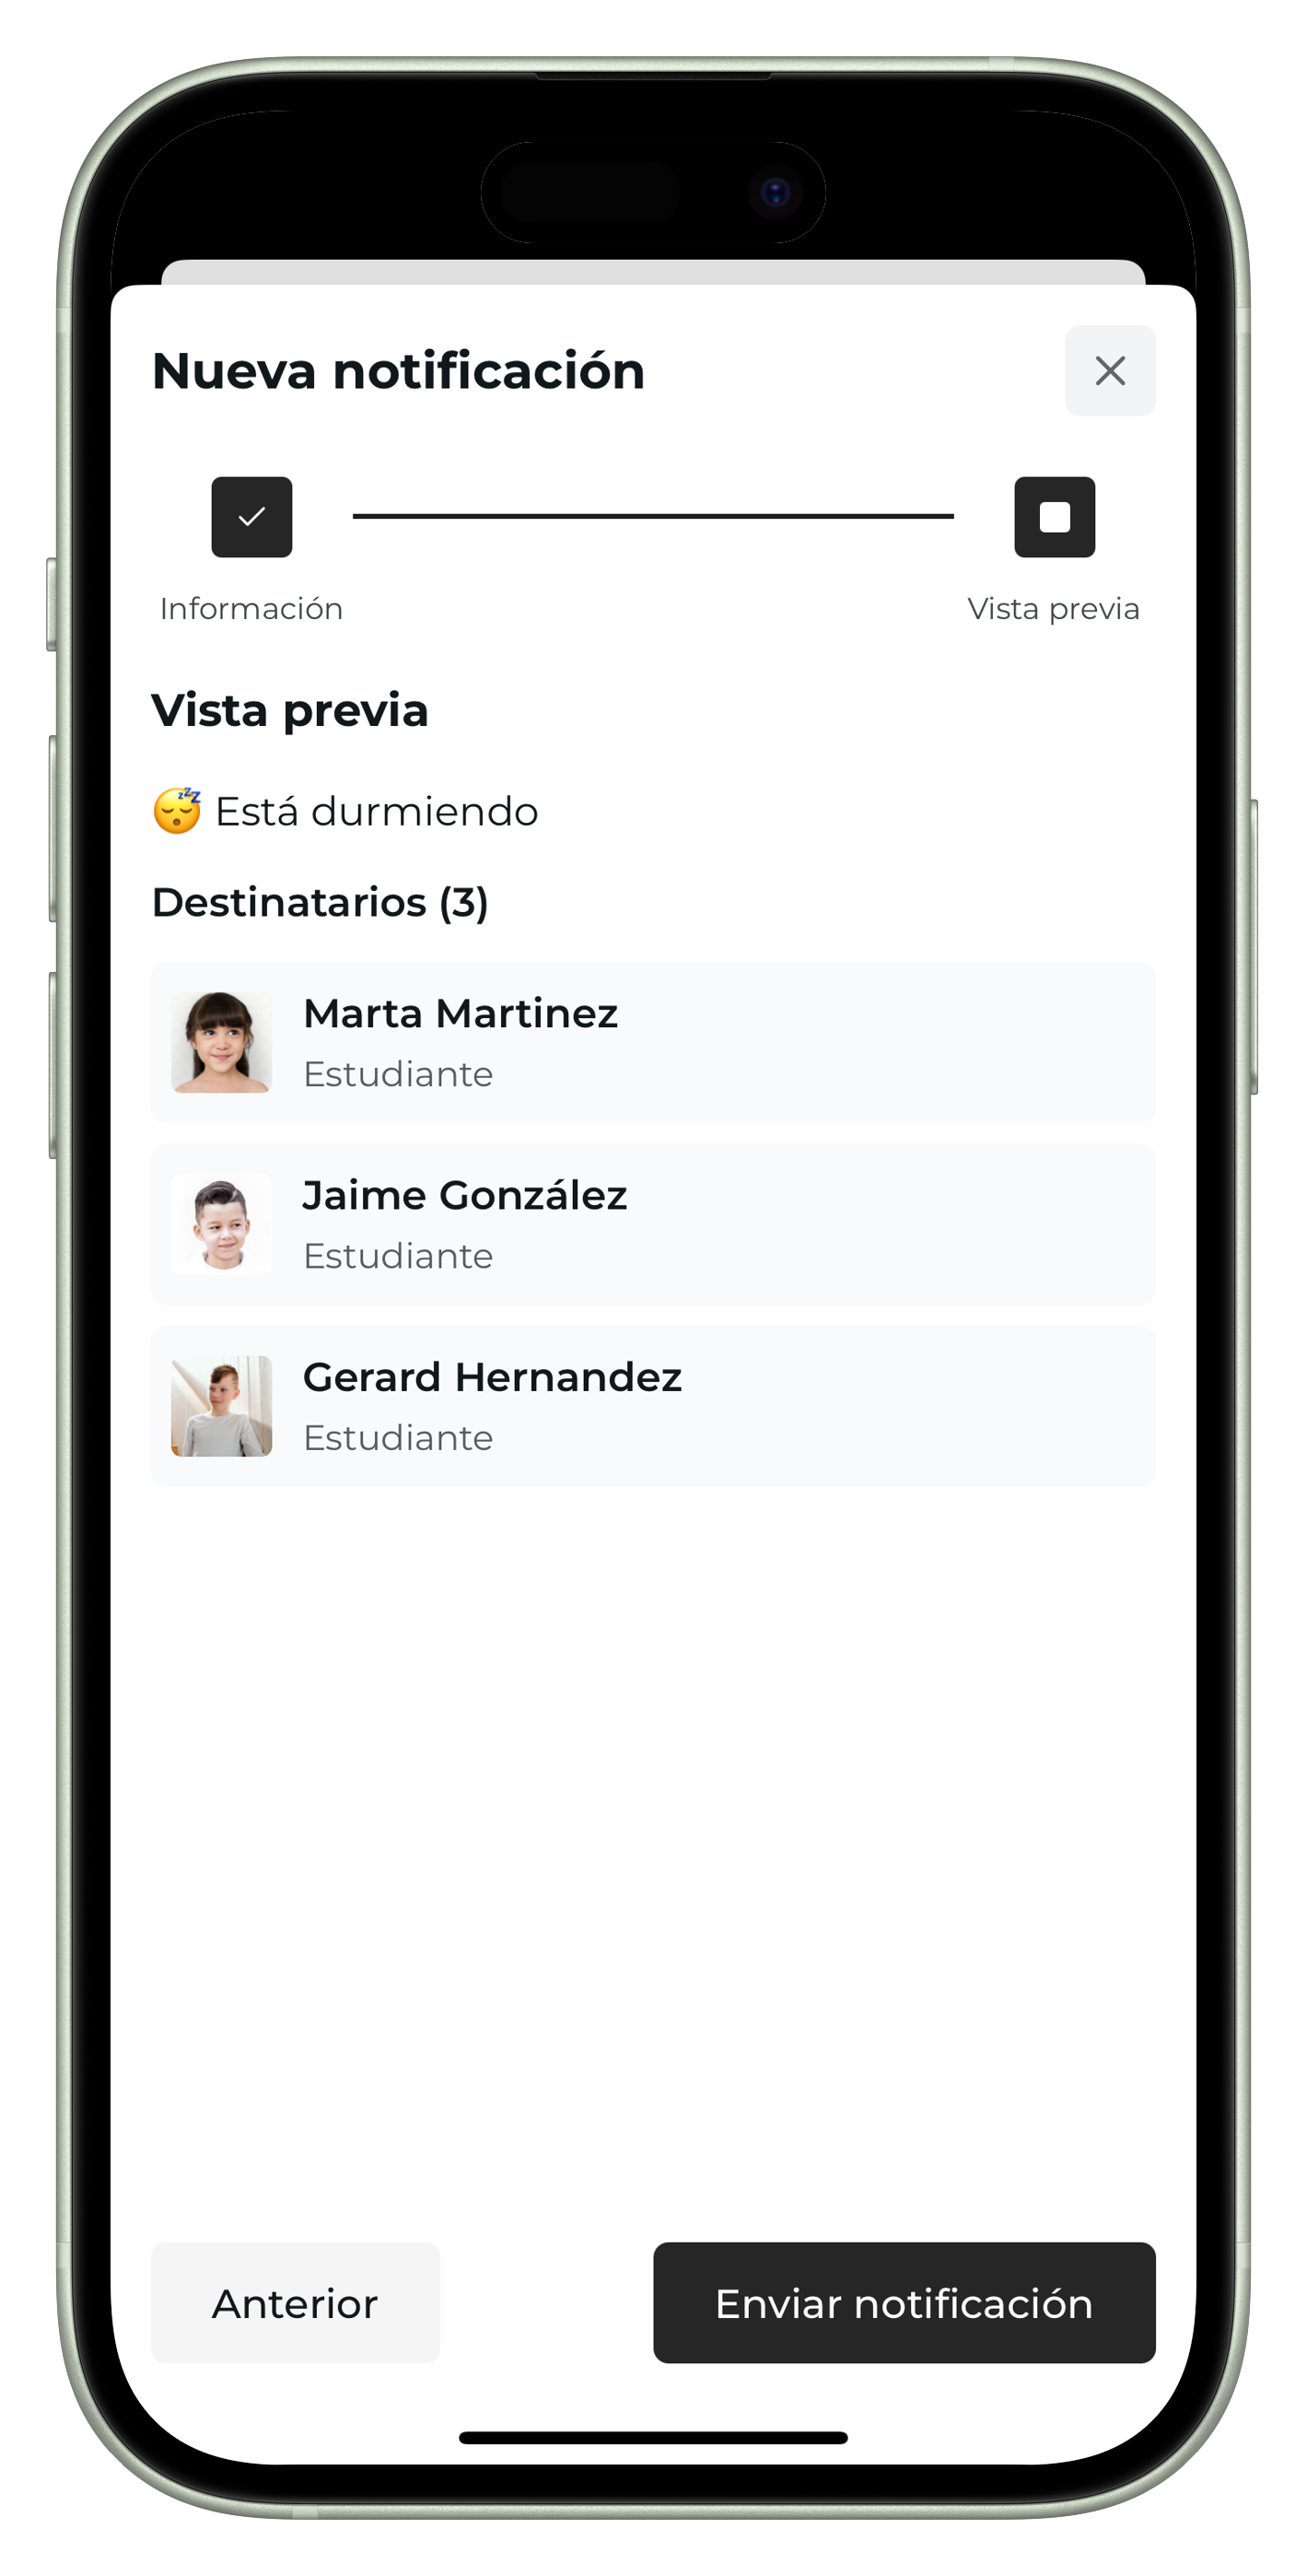 Nueva notificación
Información
Vista previa
Vista previa
😴 Está durmiendo
Destinatarios (3)
Marta Martinez
Estudiante
Jaime González
Estudiante
Gerard Hernandez
Estudiante
Anterior
Enviar notificación